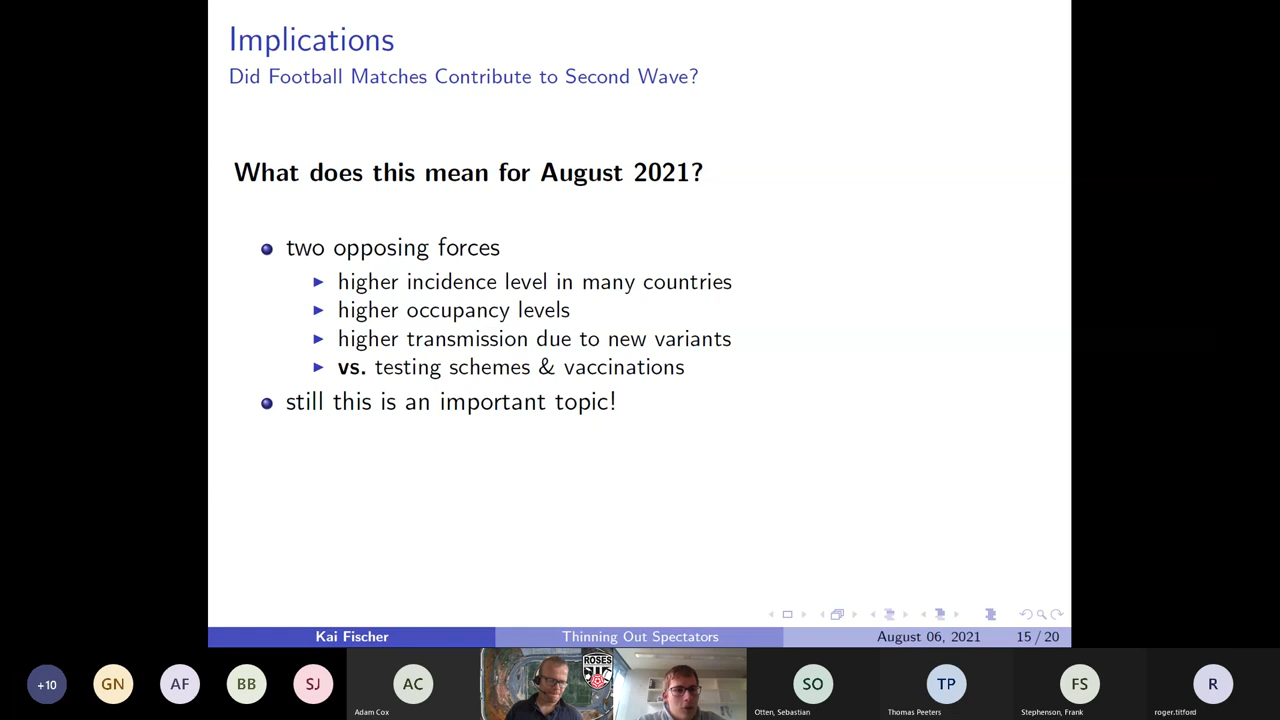 Implications
Did Football Matches Contribute to Second Wave?
What does this mean for August 2021?
two opposing forces
higher incidence level in many countries
higher occupancy levels
higher transmission due to new variants
vs. testing schemes & vaccinations
still this is an important topic!
Kai Fischer
Thinning Out Spectators
August 06, 2021
15 / 20
+10
GN
AF
BB
SJ
AC
ROSES
SO
TP
FS
R
Adam Cox
Otten, Sebastian
Thomas Peeters
Stephenson, Frank
roger.titford